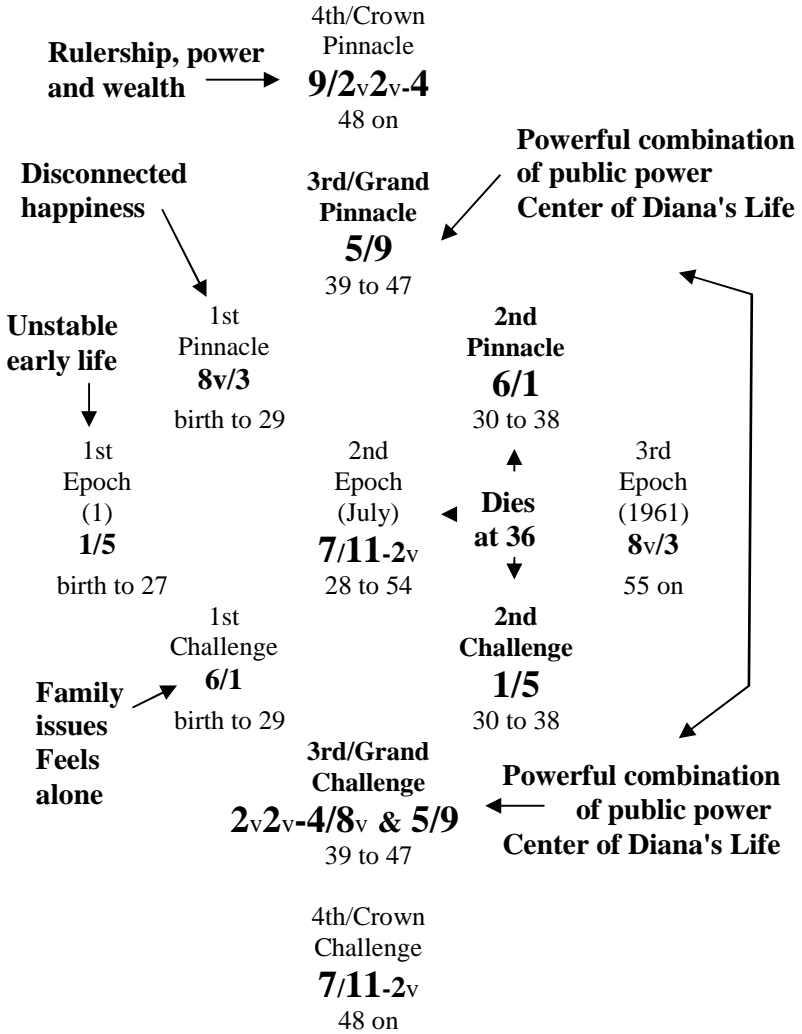 4th/Crown
Pinnacle
9/2v2v-4
48 on
Rulership, power
and wealth
Powerful combination
of public power
Center of Diana's Life
Disconnected
happiness
3rd/Grand
Pinnacle
5/9
39 to 47
Unstable
early life
1st
Pinnacle
8v/3
birth to 29
2nd
Pinnacle
6/1
30 to 38
1st
Epoch
(1)
1/5
birth to 27
2nd
Epoch
(July)
7/11-2v
28 to 54
Dies
at 36
3rd
Epoch
(1961)
8v/3
55 on
1st
Challenge
6/1
birth to 29
2nd
Challenge
1/5
30 to 38
Family
issues
Feels
alone
3rd/Grand
Challenge
2v2v-4/8v & 5/9
39 to 47
Powerful combination
of public power
Center of Diana's Life
4th/Crown
Challenge
7/11-2v
48 on